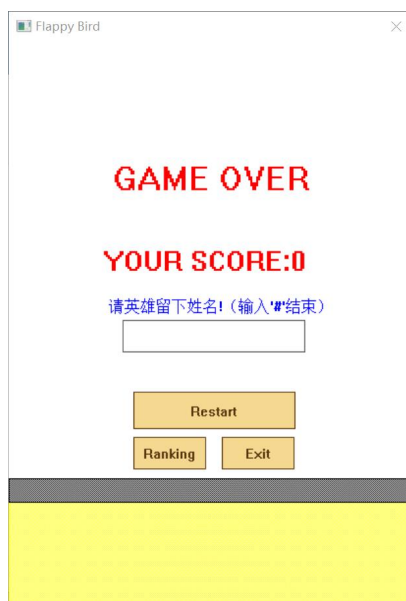 Flappy Bird
GAME OVER
YOUR SCORE:0
请英雄留下姓名!（输入'#'结束）
Restart
Ranking Exit